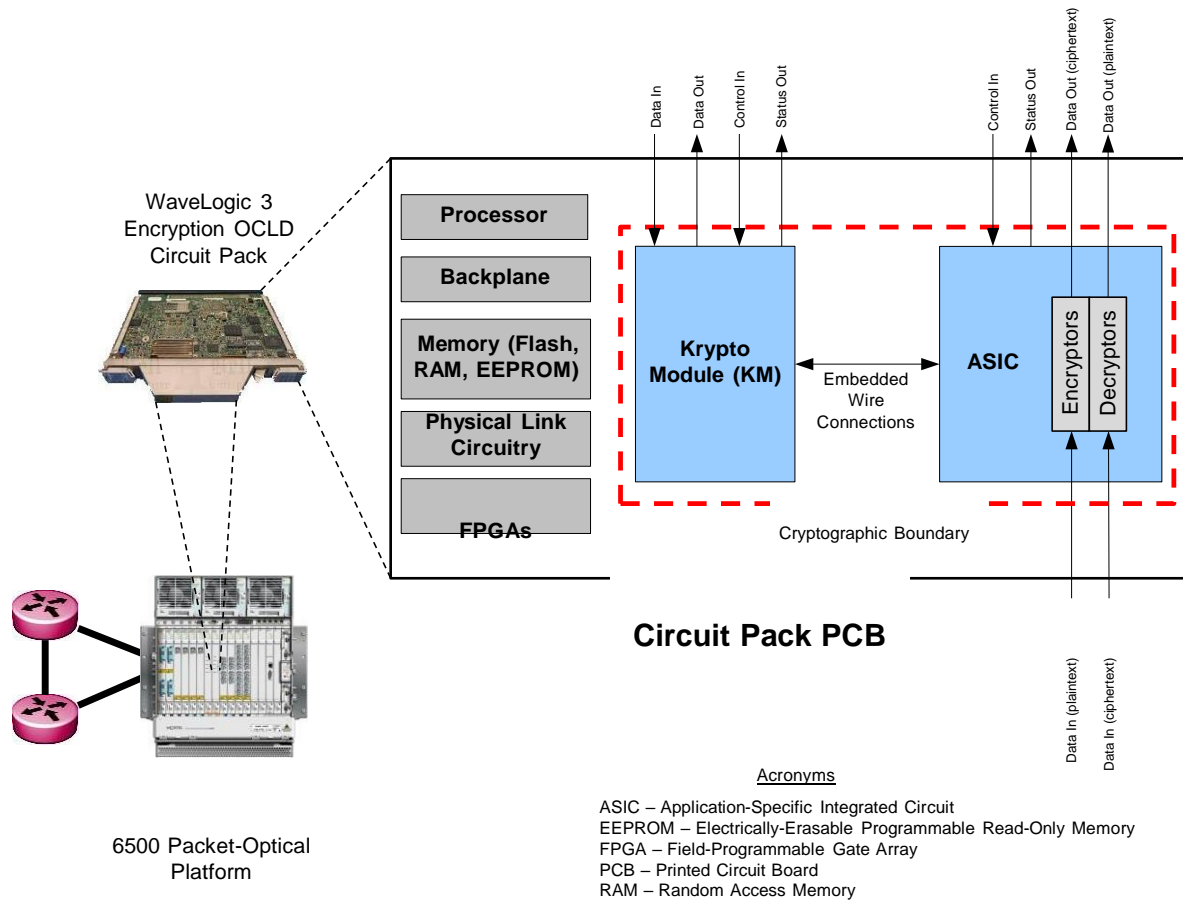 Data In
Data Out
Control In
Status Out
Control In
Status Out
Data Out (ciphertext)
Data Out (plaintext)
WaveLogic 3
Encryption OCLD
Circuit Pack
Processor
Backplane
Memory (Flash,
RAM, EEPROM)
Physical Link
Circuitry
FPGAs
Krypto
Module (KM)
Embedded
Wire
Connections
ASIC
Encryptors
Decryptors
Cryptographic Boundary
Circuit Pack PCB
Data In (plaintext)
Data In (ciphertext)
6500 Packet-Optical
Platform
Acronyms
ASIC – Application-Specific Integrated Circuit
EEPROM – Electrically-Erasable Programmable Read-Only Memory
FPGA – Field-Programmable Gate Array
PCB – Printed Circuit Board
RAM – Random Access Memory